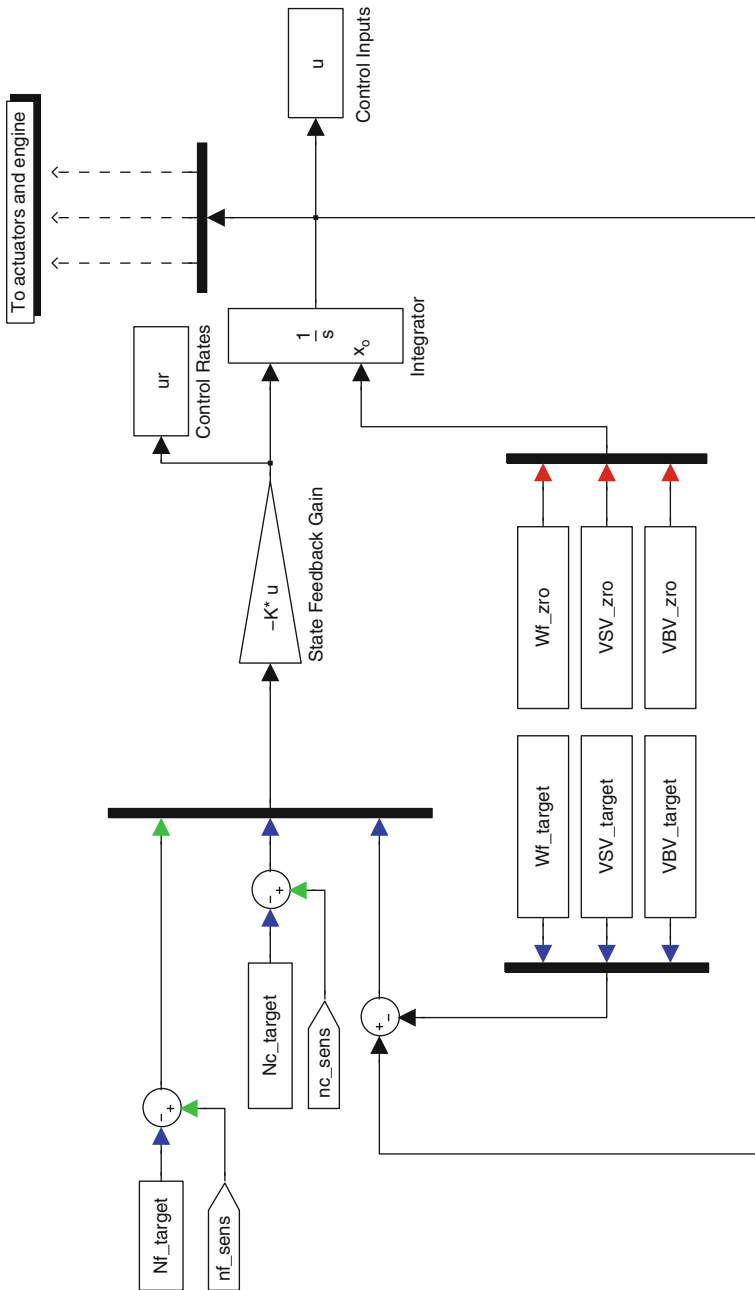 To actuators and engine
u
Control Inputs
ur
Control Rates
1
s
xo
Integrator
-K* u
State Feedback Gain
Nf_target
nf_sens
- +
Nc_target
nc_sens
- +
+ -
Wf_target
VSV_target
VBV_target
Wf_zro
VSV_zro
VBV_zro